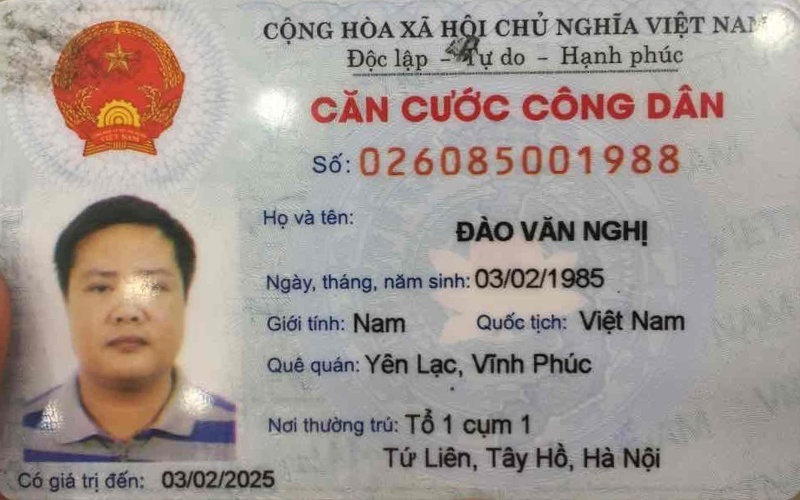 CỘNG HÒA XÃ HỘI CHỦ NGHĨA VIỆT NAM
Độc lập - Tự do - Hạnh phúc
CĂN CƯỚC CÔNG DÂN
Số: 026085001988
Họ và tên: ĐÀO VĂN NGHỊ
Ngày, tháng, năm sinh: 03/02/1985
Giới tính: Nam Quốc tịch: Việt Nam
Quê quán: Yên Lạc, Vĩnh Phúc
Nơi thường trú: Tổ 1 cụm 1
Tứ Liên, Tây Hồ, Hà Nội
Có giá trị đến: 03/02/2025